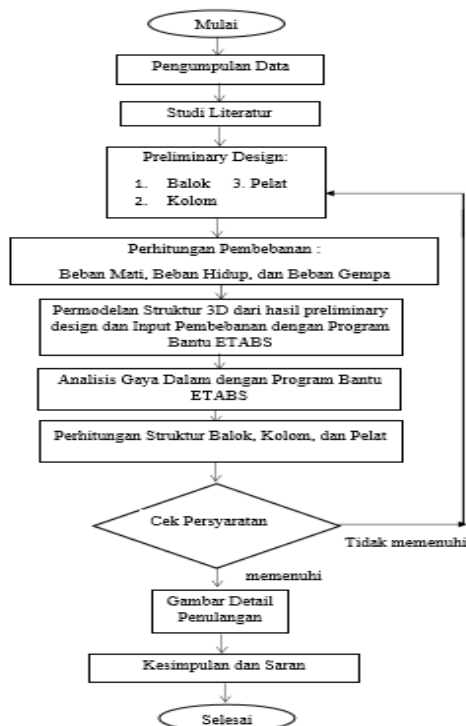 Mulai
Pengumpulan Data
Studi Literatur
Preliminary Design:
1. Balok 3. Pelat
2. Kolom
Perhitungan Pembebanan :
Beban Mati, Beban Hidup, dan Beban Gempa
Permodelan Struktur 3D dari hasil preliminary
design dan Input Pembebanan dengan Program
Bantu ETABS
Analisis Gaya Dalam dengan Program Bantu
ETABS
Perhitungan Struktur Balok, Kolom, dan Pelat
Cek Persyaratan
Tidak memenuhi
memenuhi
Gambar Detail
Penulangan
Kesimpulan dan Saran
Selesai